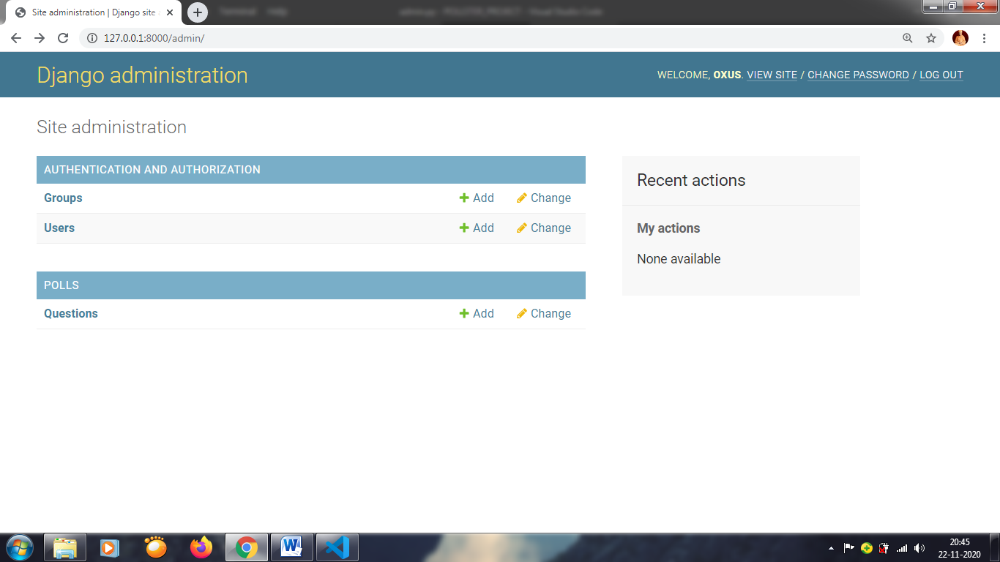 Site administration | Django site
Terminal Help
127.0.0.1:8000/admin/
Django administration
WELCOME, OXUS. VIEW SITE / CHANGE PASSWORD / LOG OUT
Site administration
AUTHENTICATION AND AUTHORIZATION
Groups Add Change
Users Add Change
POLLS
Questions Add Change
Recent actions
My actions
None available
20:45
22-11-2020